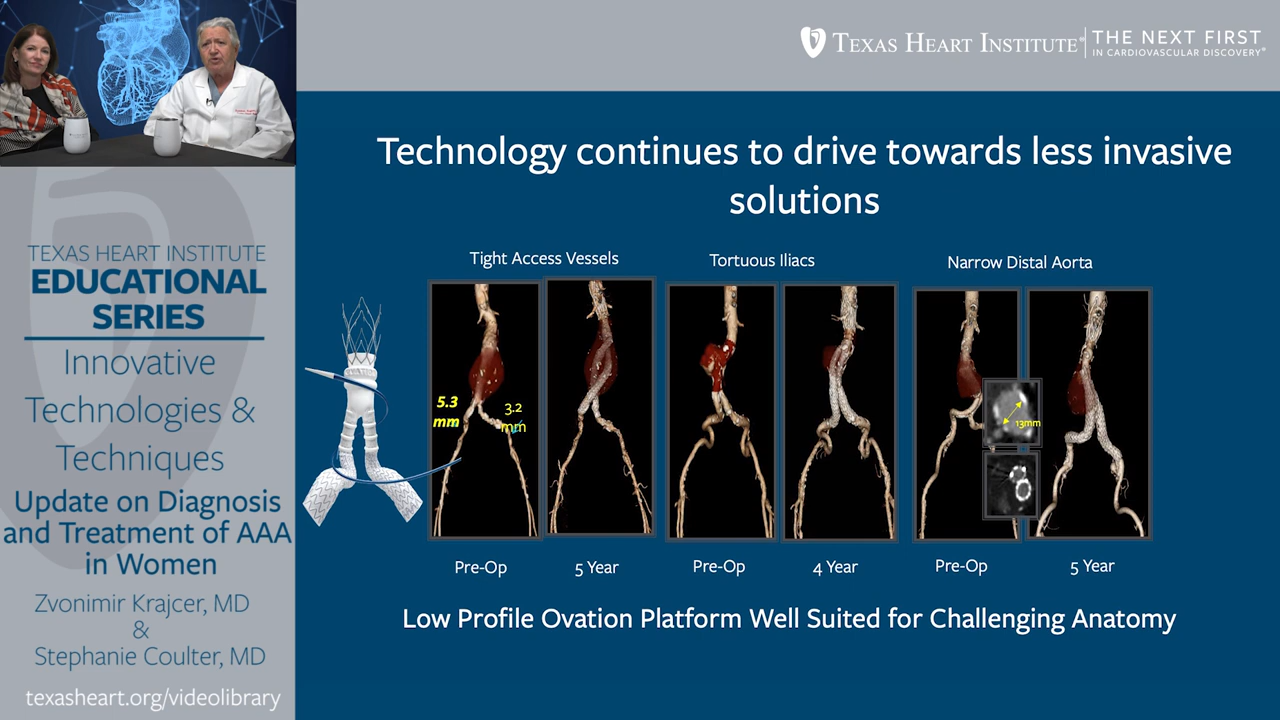 TEXAS HEART INSTITUTE®
THE NEXT FIRST
IN CARDIOVASCULAR DISCOVERY®
TEXAS HEART INSTITUTE
EDUCATIONAL
SERIES
Innovative
Technologies &
Techniques
Update on Diagnosis
and Treatment of AAA
in Women
Zvonimir Krajcer, MD
&
Stephanie Coulter, MD
texasheart.org/videolibrary
Technology continues to drive towards less invasive
solutions
Tight Access Vessels
Tortuous Iliacs
Narrow Distal Aorta
5.3
mm
3.2
mm
13mm
Pre-Op
5 Year
Pre-Op
4 Year
Pre-Op
5 Year
Low Profile Ovation Platform Well Suited for Challenging Anatomy